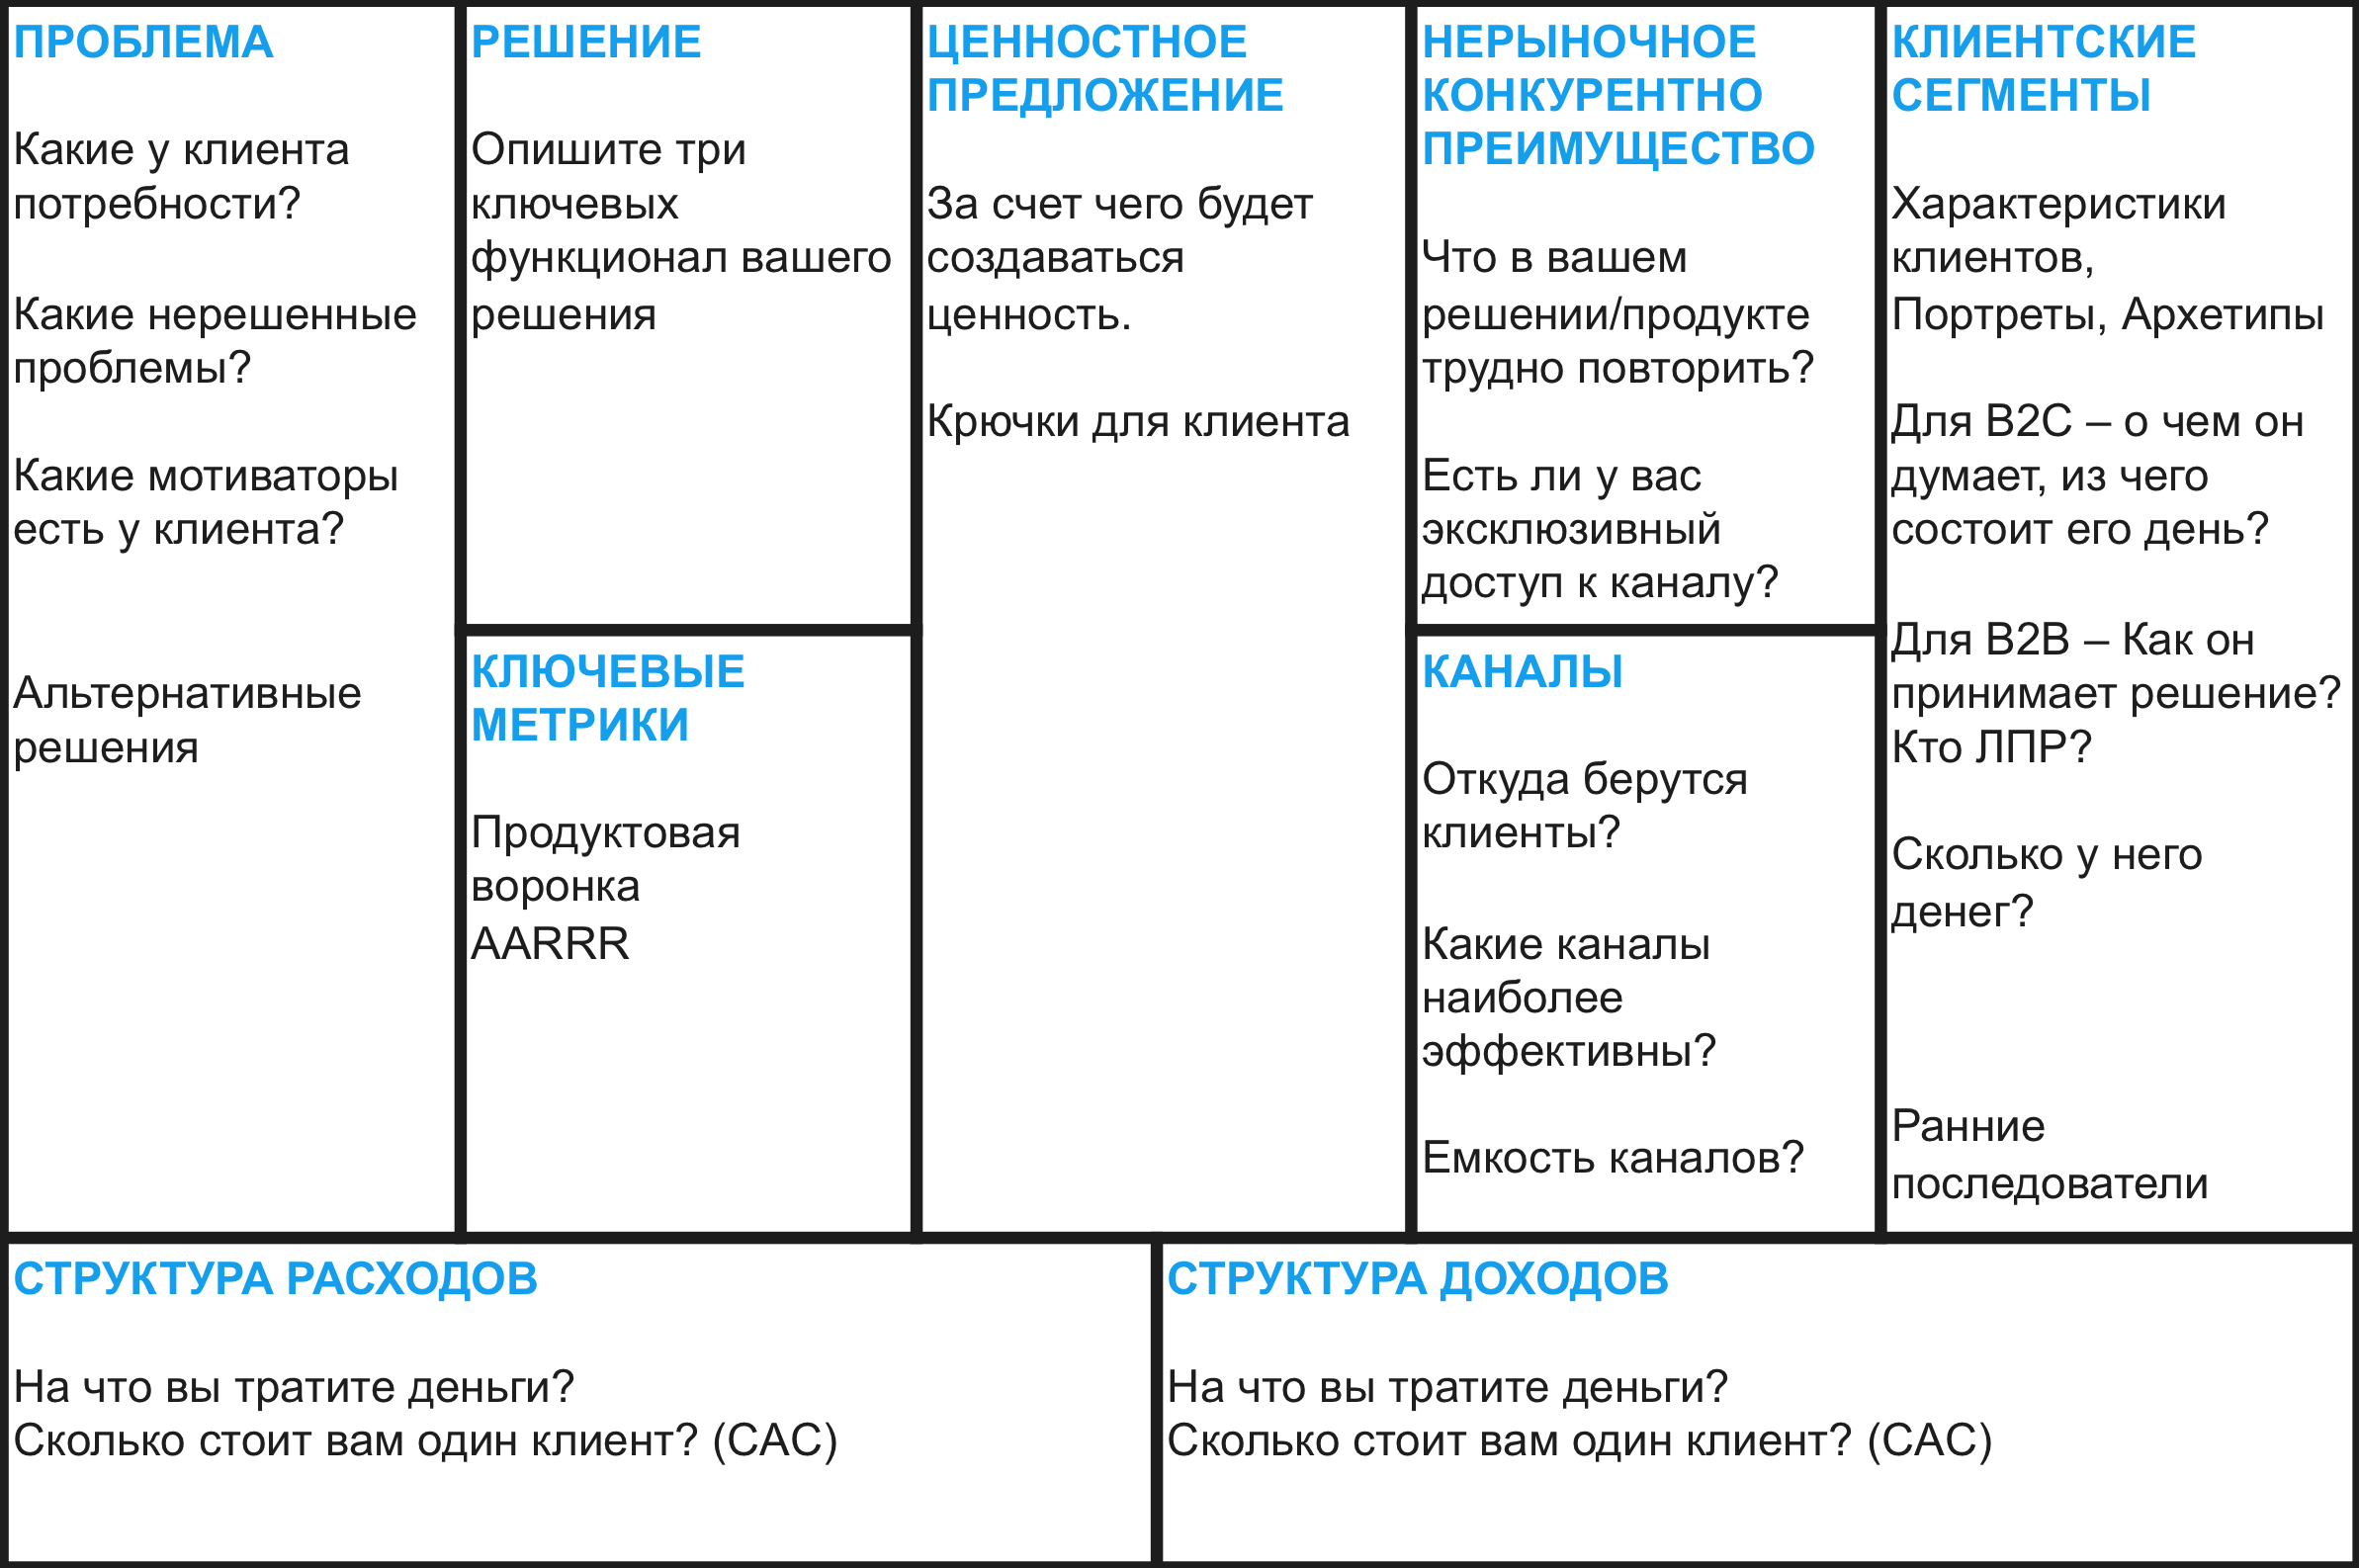 ПРОБЛЕМА
Какие у клиента
потребности?
Какие нерешенные
проблемы?
Какие мотиваторы
есть у клиента?
Альтернативные
решения
РЕШЕНИЕ
Опишите три
ключевых
функционал вашего
решения
КЛЮЧЕВЫЕ
МЕТРИКИ
Продуктовая
воронка
AARRR
ЦЕННОСТНОЕ
ПРЕДЛОЖЕНИЕ
За счет чего будет
создаваться
ценность.
Крючки для клиента
НЕРЫНОЧНОЕ
КОНКУРЕНТНО
ПРЕИМУЩЕСТВО
Что в вашем
решении/продукте
трудно повторить?
Есть ли у вас
эксклюзивный
доступ к каналу?
КАНАЛЫ
Откуда берутся
клиенты?
Какие каналы
наиболее
эффективны?
Емкость каналов?
КЛИЕНТСКИЕ
СЕГМЕНТЫ
Характеристики
клиентов,
Портреты, Архетипы
Для B2C – о чем он
думает, из чего
состоит его день?
Для B2B – Как он
принимает решение?
Кто ЛПР?
Сколько у него
денег?
Ранние
последователи
СТРУКТУРА РАСХОДОВ
На что вы тратите деньги?
Сколько стоит вам один клиент? (CAC)
СТРУКТУРА ДОХОДОВ
На что вы тратите деньги?
Сколько стоит вам один клиент? (CAC)